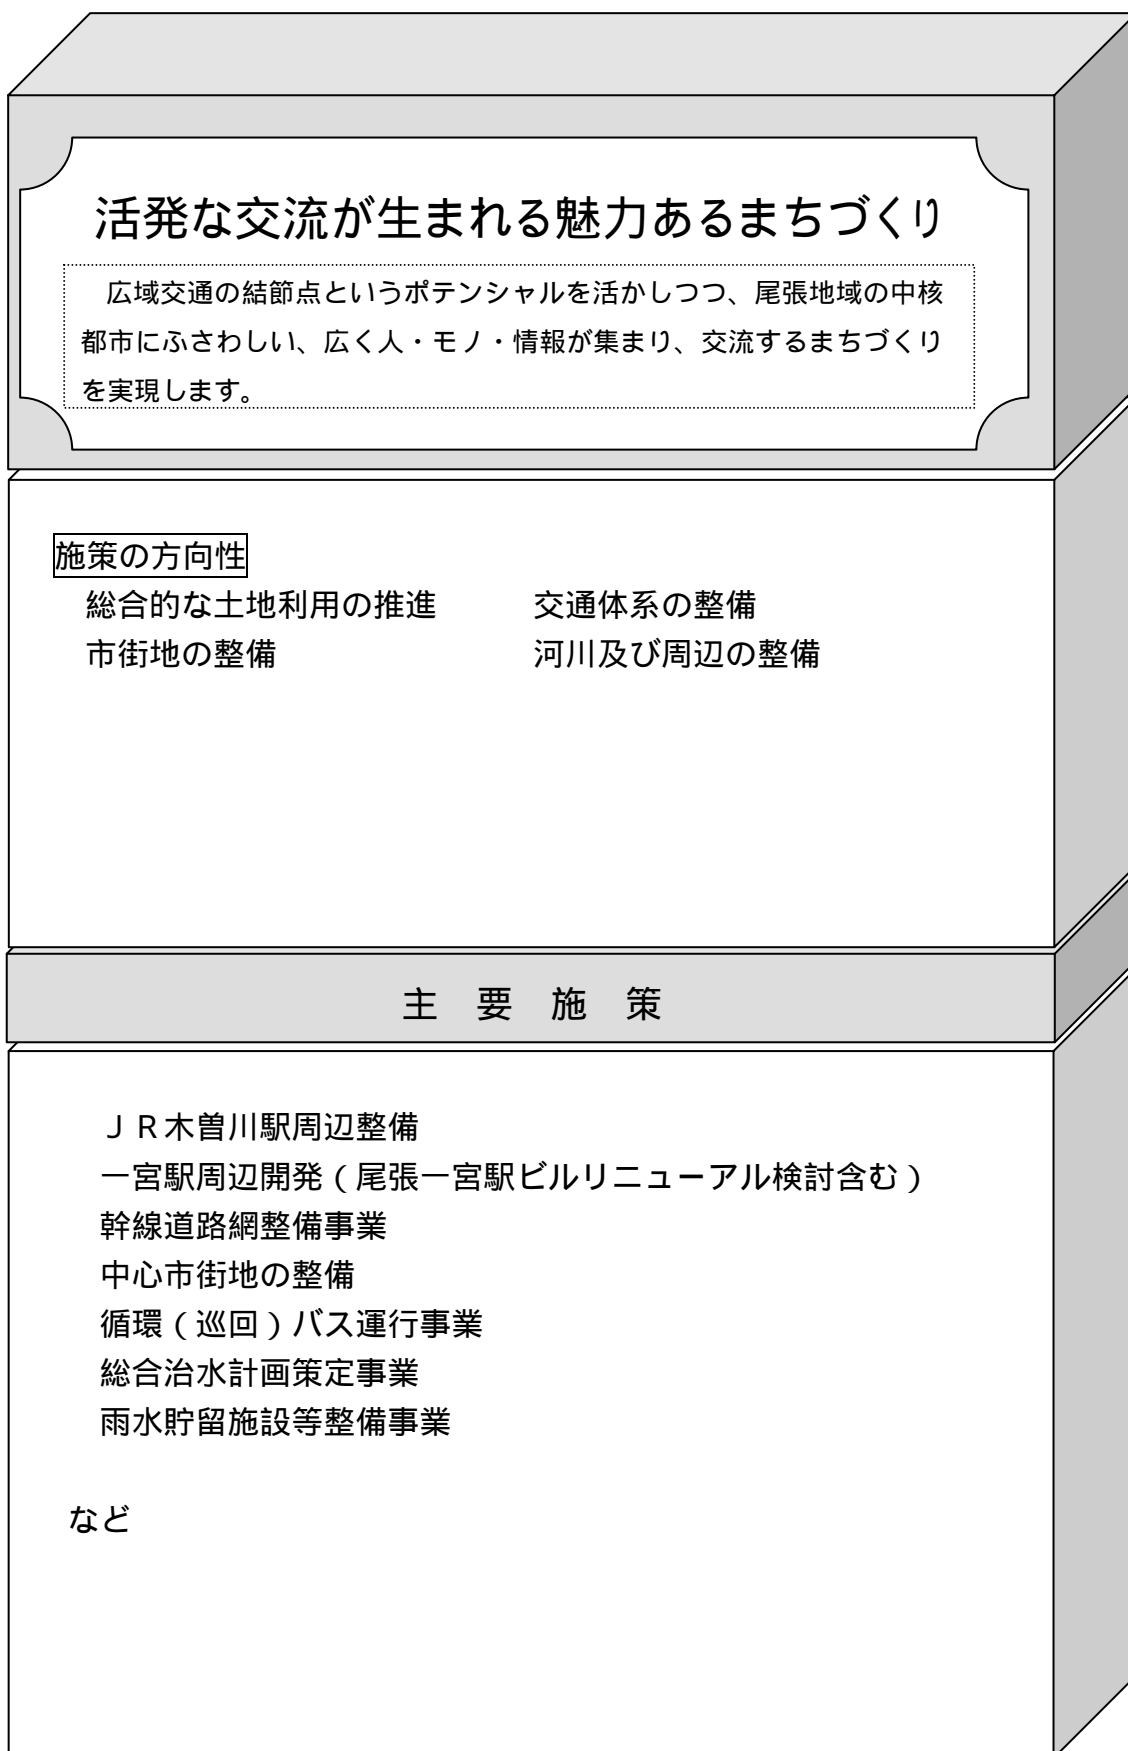 活発な交流が生まれる魅力あるまちづくり
広域交通の結節点というポテンシャルを活かしつつ、尾張地域の中核
都市にふさわしい、広く人・モノ・情報が集まり、交流するまちづくり
を実現します。
施策の方向性
総合的な土地利用の推進　　　交通体系の整備
市街地の整備　　　　　　　　河川及び周辺の整備
主　要　施　策
ＪＲ木曽川駅周辺整備
一宮駅周辺開発（尾張一宮駅ビルリニューアル検討含む）
幹線道路網整備事業
中心市街地の整備
循環（巡回）バス運行事業
総合治水計画策定事業
雨水貯留施設等整備事業
など